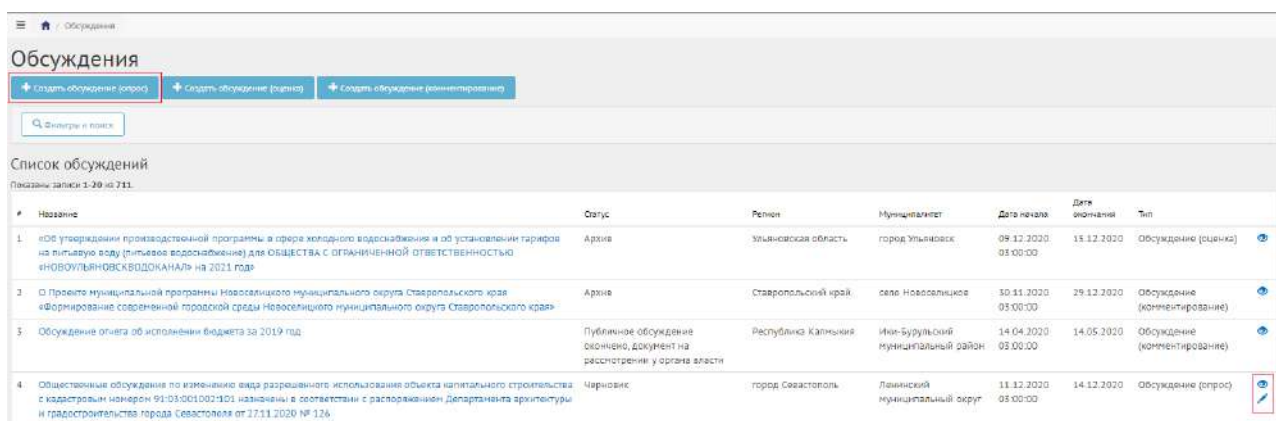 / Обсуждения
Обсуждения
+ Создать обсуждение (опрос) + Создать обсуждение (оценка) + Создать обсуждение (комментирование)
Фильтры и поиск
Список обсуждений
Показаны записи 1-20 из 711.
# Название Статус Регион Муниципалитет Дата начала Дата окончания Тип
1 «Об утверждении производственной программы в сфере холодного водоснабжения и об установлении тарифов Архив Ульяновская область город Ульяновск 09.12.2020 15.12.2020 Обсуждение (оценка)
на питьевую воду (питьевое водоснабжение) для ОБЩЕСТВА С ОГРАНИЧЕННОЙ ОТВЕТСТВЕННОСТЬЮ 03:00:00
«НОВОУЛЬЯНОВСКВОДОКАНАЛ» на 2021 год»
2 О Проекте муниципальной программы Новоселицкого муниципального округа Ставропольского края Архив Ставропольский край село Новоселицкое 30.11.2020 29.12.2020 Обсуждение
«Формирование современной городской среды Новоселицкого муниципального округа Ставропольского края» 03:00:00 (комментирование)
3 Обсуждение отчета об исполнении бюджета за 2019 год Публичное обсуждение Республика Калмыкия Ики-Бурульский 14.04.2020 14.05.2020 Обсуждение
окончено, документ на муниципальный район 03:00:00 (комментирование)
рассмотрении у органа власти
4 Общественные обсуждения по изменению вида разрешенного использования объекта капитального строительства Черновик город Севастополь Ленинский 11.12.2020 14.12.2020 Обсуждение (опрос)
с кадастровым номером 91:03:001002:101 назначены в соответствии с распоряжением Департамента архитектуры муниципальный округ 03:00:00
и градостроительства города Севастополя от 27.11.2020 № 126